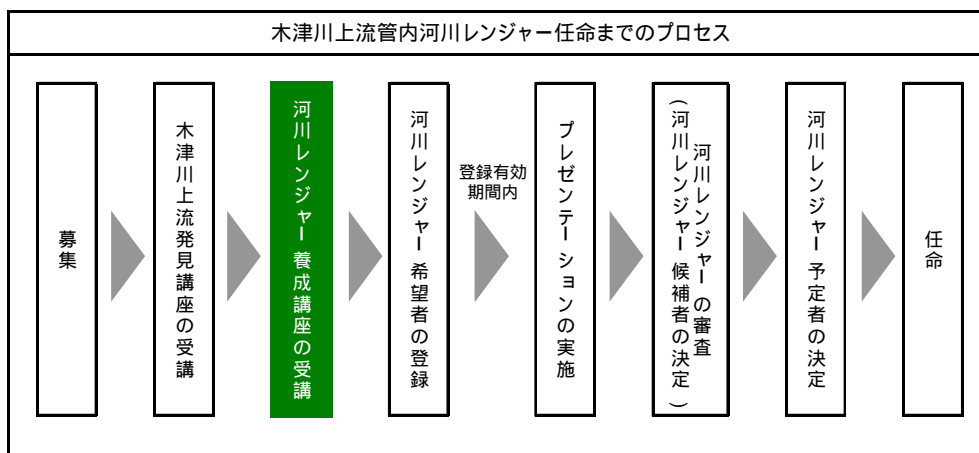 木津川上流管内河川レンジャー任命までのプロセス
募集
木津川上流発見講座の受講
河川レンジャー養成講座の受講
河川レンジャー希望者の登録
登録有効
期間内
プレゼンテーションの実施
河川レンジャーの審査
(河川レンジャー候補者の決定)
河川レンジャー予定者の決定
任命